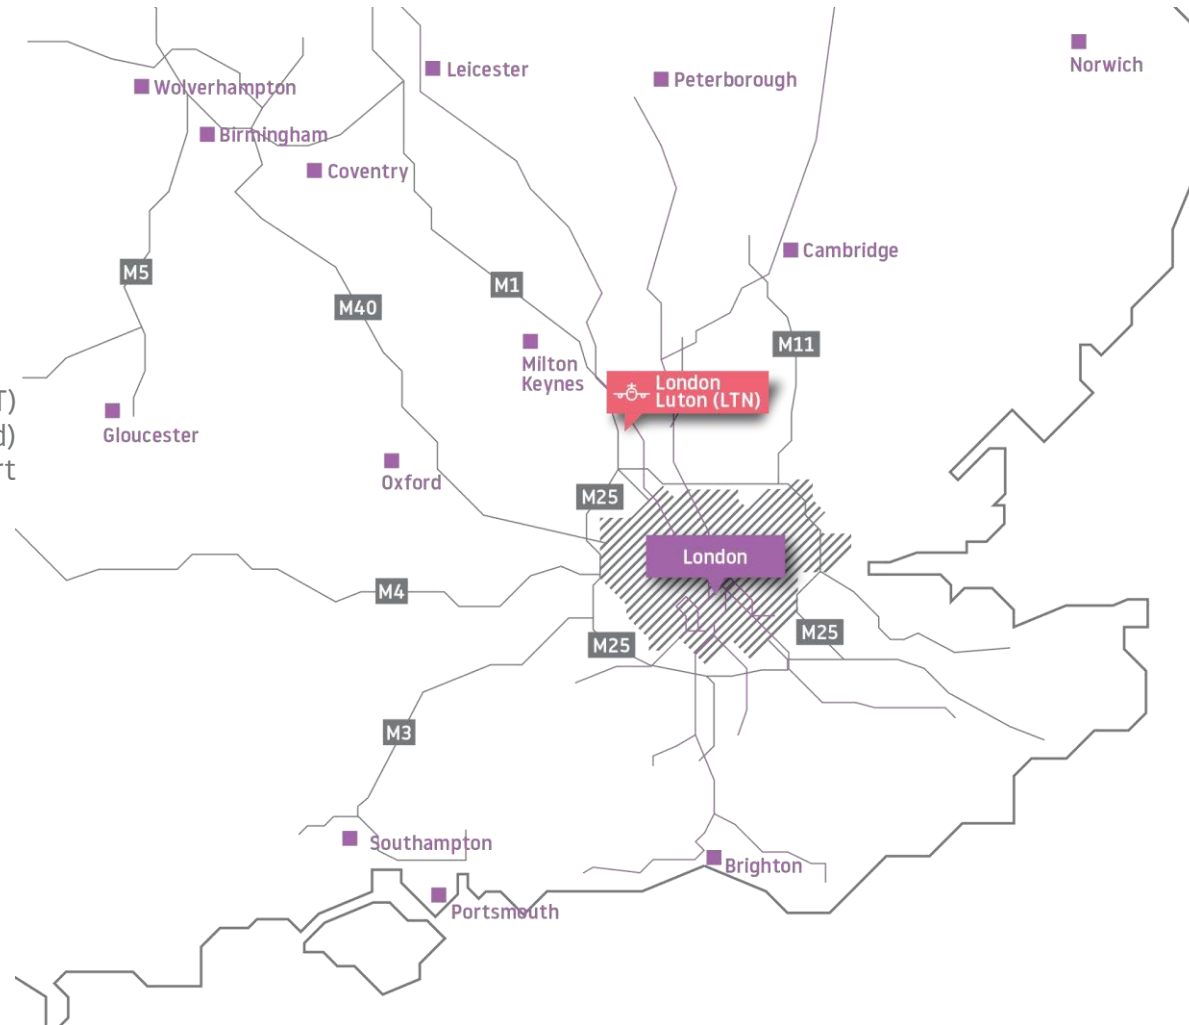 Norwich
Leicester
Peterborough
Wolverhampton
Birmingham
Coventry
Cambridge
M5
M1
M40
M11
Milton
Keynes
London
Luton (LTN)
T)
d)
rt
Gloucester
Oxford
M25
London
M4
M25
M25
M3
Southampton
Brighton
Portsmouth